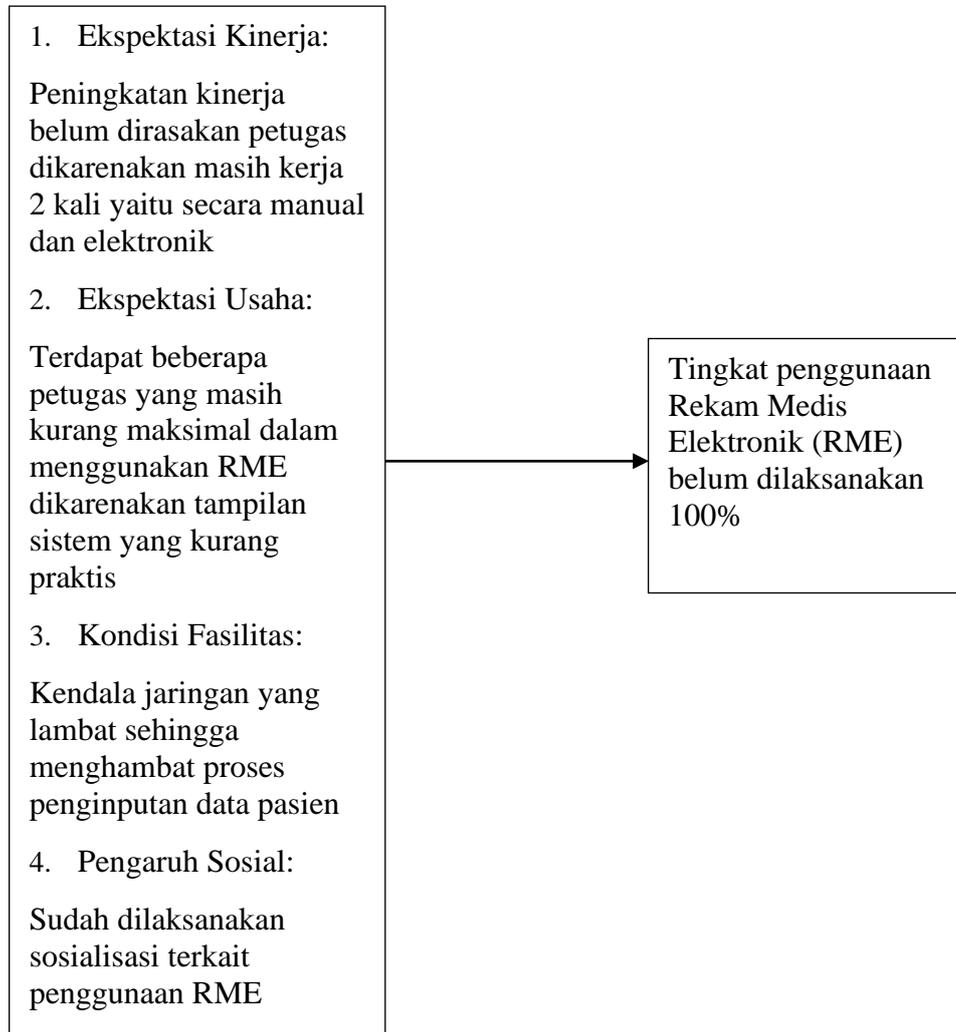 1. Ekspektasi Kinerja:
Peningkatan kinerja
belum dirasakan petugas
dikarenakan masih kerja
2 kali yaitu secara manual
dan elektronik
2. Ekspektasi Usaha:
Terdapat beberapa
petugas yang masih
kurang maksimal dalam
menggunakan RME
dikarenakan tampilan
sistem yang kurang
praktis
3. Kondisi Fasilitas:
Kendala jaringan yang
lambat sehingga
menghambat proses
penginputan data pasien
4. Pengaruh Sosial:
Sudah dilaksanakan
sosialisasi terkait
penggunaan RME
Tingkat penggunaan
Rekam Medis
Elektronik (RME)
belum dilaksanakan
100%